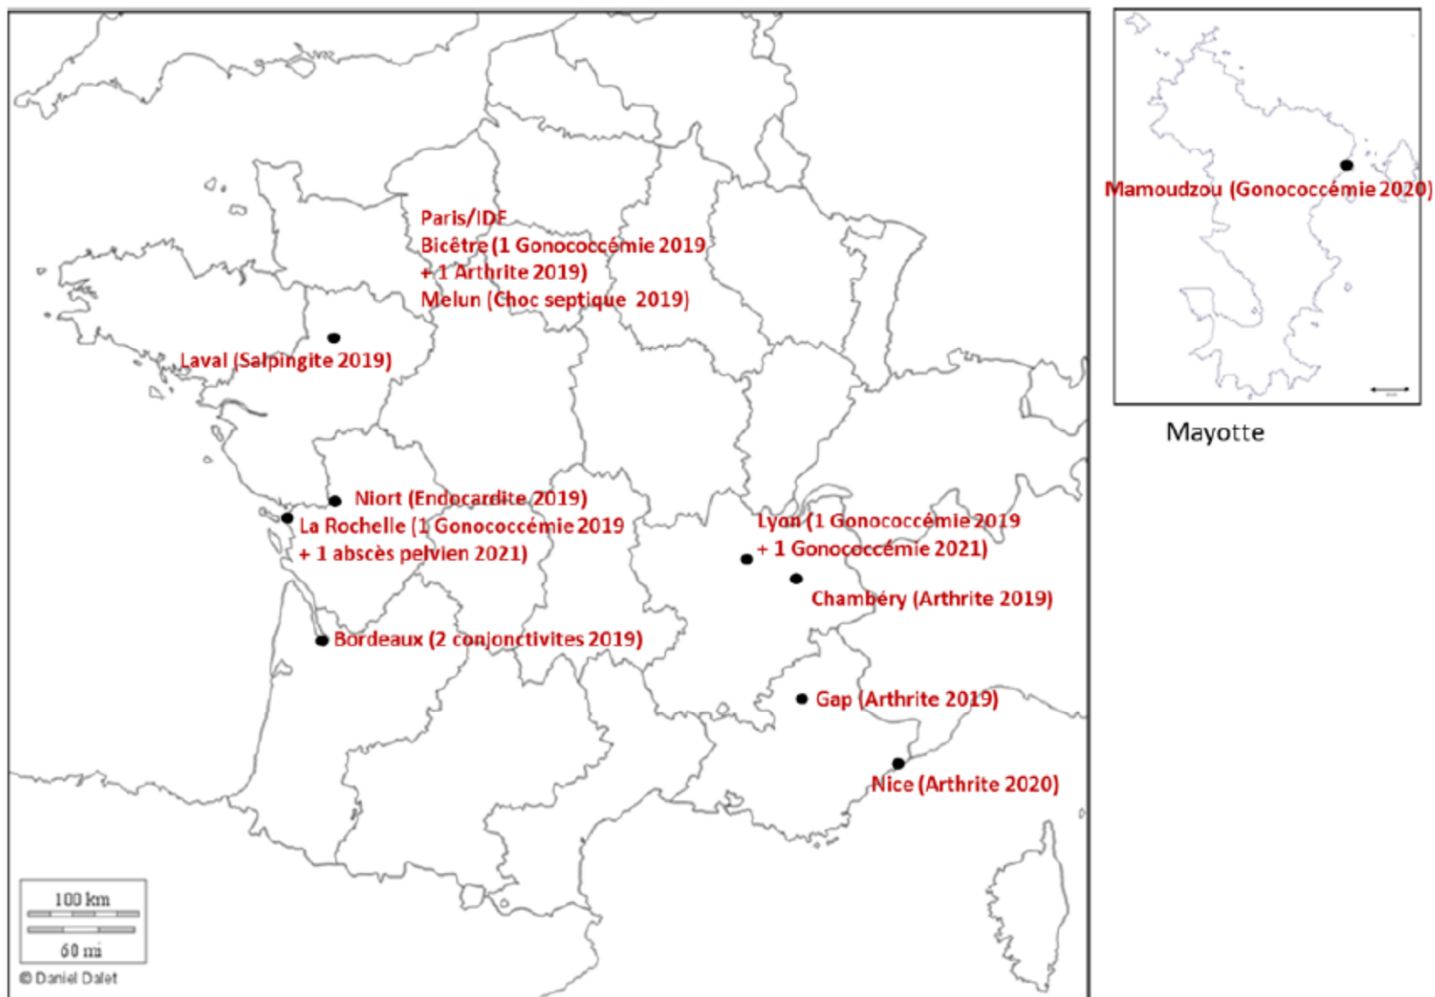 Paris/IDF
Bicêtre (1 Gonococcémie 2019
+ 1 Arthrite 2019)
Melun (Choc septique 2019)
Laval (Salpingite 2019)
Niort (Endocardite 2019)
La Rochelle (1 Gonococcémie 2019
+ 1 abscès pelvien 2021)
Lyon (1 Gonococcémie 2019
+ 1 Gonococcémie 2021)
Chambéry (Arthrite 2019)
Bordeaux (2 conjonctivites 2019)
Gap (Arthrite 2019)
Nice (Arthrite 2020)
100 km
60 mi
© Daniel Dalet
Mamoudzou (Gonococcémie 2020)
Mayotte